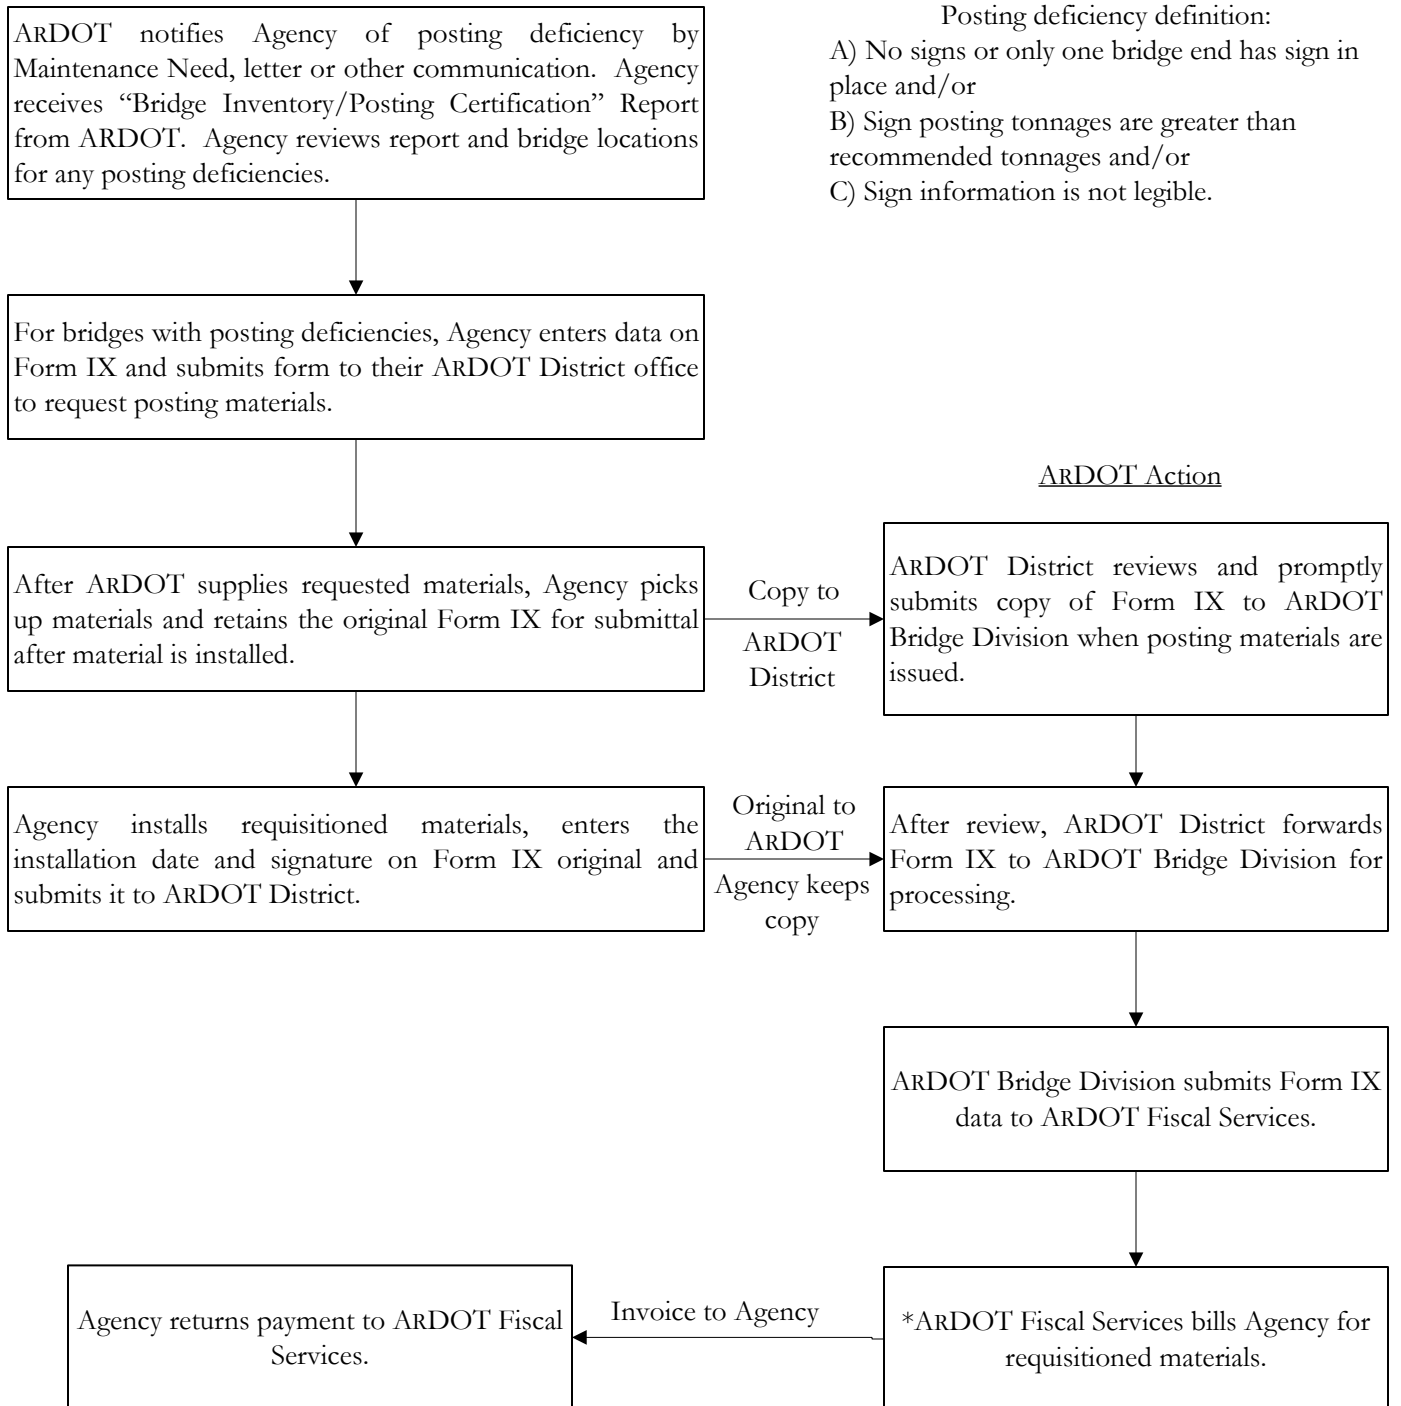 ARDOT notifies Agency of posting deficiency by
Maintenance Need, letter or other communication. Agency
receives “Bridge Inventory/Posting Certification” Report
from ARDOT. Agency reviews report and bridge locations
for any posting deficiencies.
Posting deficiency definition:
A) No signs or only one bridge end has sign in
place and/or
B) Sign posting tonnages are greater than
recommended tonnages and/or
C) Sign information is not legible.
For bridges with posting deficiencies, Agency enters data on
Form IX and submits form to their ARDOT District office
to request posting materials.
ARDOT Action
After ARDOT supplies requested materials, Agency picks
up materials and retains the original Form IX for submittal
after material is installed.
Copy to
ARDOT
District
ARDOT District reviews and promptly
submits copy of Form IX to ARDOT
Bridge Division when posting materials are
issued.
Agency installs requisitioned materials, enters the
installation date and signature on Form IX original and
submits it to ARDOT District.
Original to
ARDOT
Agency keeps
copy
After review, ARDOT District forwards
Form IX to ARDOT Bridge Division for
processing.
ARDOT Bridge Division submits Form IX
data to ARDOT Fiscal Services.
*ARDOT Fiscal Services bills Agency for
requisitioned materials.
Invoice to Agency
Agency returns payment to ARDOT Fiscal
Services.